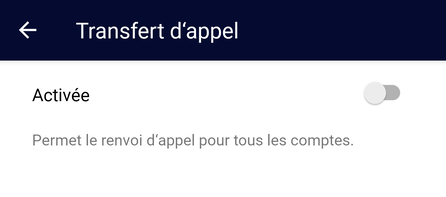 Transfert d‘appel
Activée
Permet le renvoi d’appel pour tous les comptes.